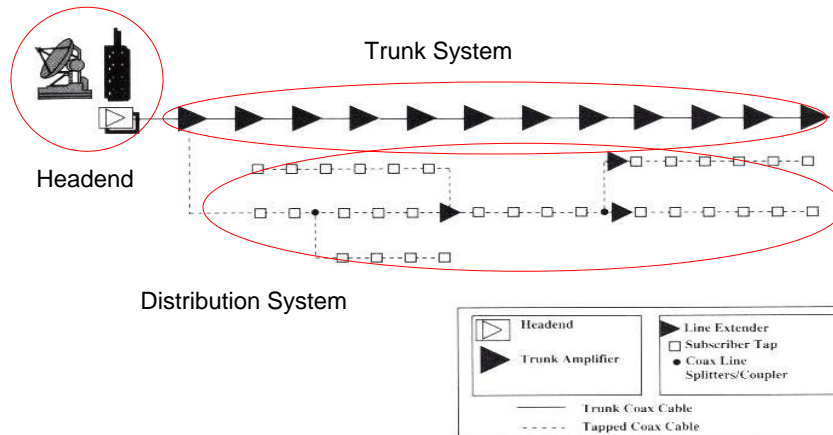 Trunk System
Headend
Distribution System
Headend
Trunk Amplifier
Line Extender
Subscriber Tap
Coax Line
Splitters/Coupler
Trunk Coax Cable
Tapped Coax Cable